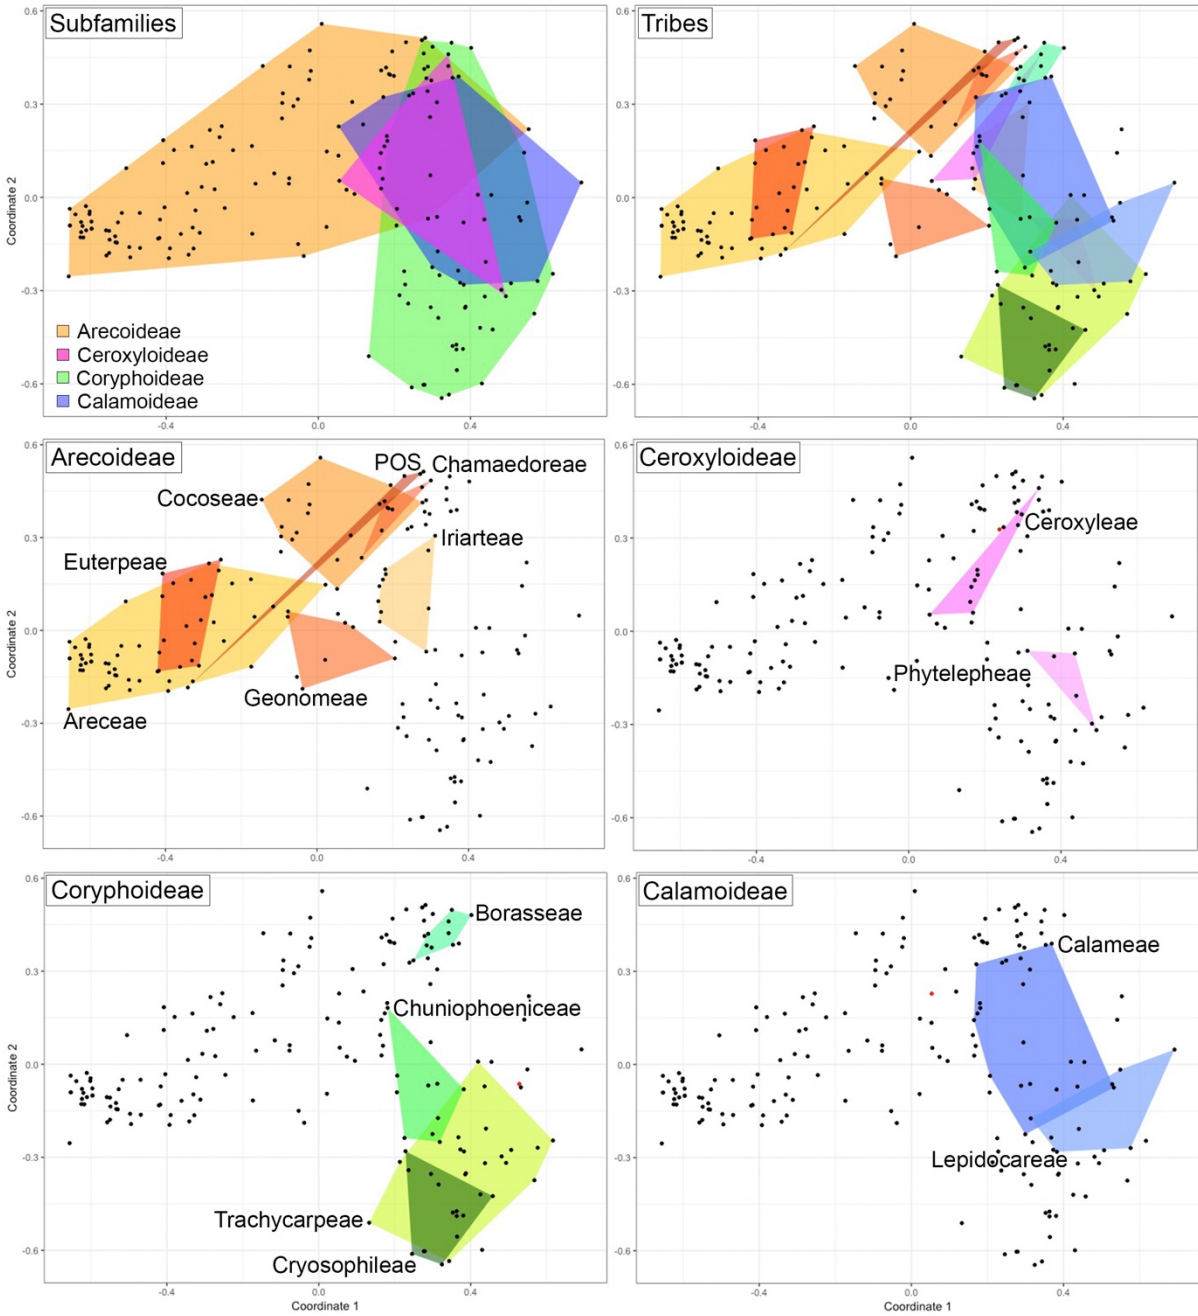 Subfamilies
0.6
0.3
0.0
-0.3
-0.6
Coordinate 2
Arecoideae
Ceroxyloideae
Coryphoideae
Calamoideae
-0.4
0.0
0.4
Tribes
0.6
0.3
0.0
-0.3
-0.6
-0.4
0.0
0.4
Arecoideae
0.6
0.3
0.0
-0.3
-0.6
Coordinate 2
POS
Chamaedoreae
Cocoseae
Iriarteae
Euterpeae
Geonomeae
Areceae
-0.4
0.0
0.4
Ceroxyloideae
0.6
0.3
0.0
-0.3
-0.6
Ceroxyleae
Phytelepheae
-0.4
0.0
0.4
Coryphoideae
0.6
0.3
0.0
-0.3
-0.6
Coordinate 2
Borasseae
Chuniophoeniceae
Trachycarpeae
Cryosophileae
-0.4
0.0
0.4
Coordinate 1
Calamoideae
0.6
0.3
0.0
-0.3
-0.6
Calameae
Lepidocareae
-0.4
0.0
0.4
Coordinate 1